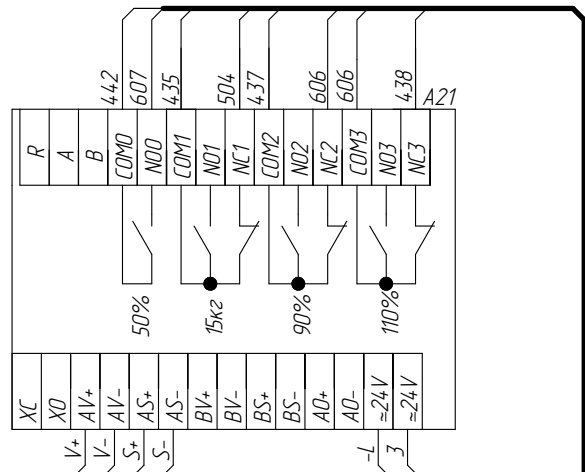 442
607
435
504
437
606
606
438
A21
R
A
B
COM0
NO0
COM1
NO1
NC1
COM2
NO2
NC2
COM3
NO3
NC3
50%
15кг
90%
110%
XC
XO
AV+
AV-
AS+
AS-
BV+
BV-
BS+
BS-
AO+
AO-
≂24V
≂24V
V+
V-
S+
S-
-L
3